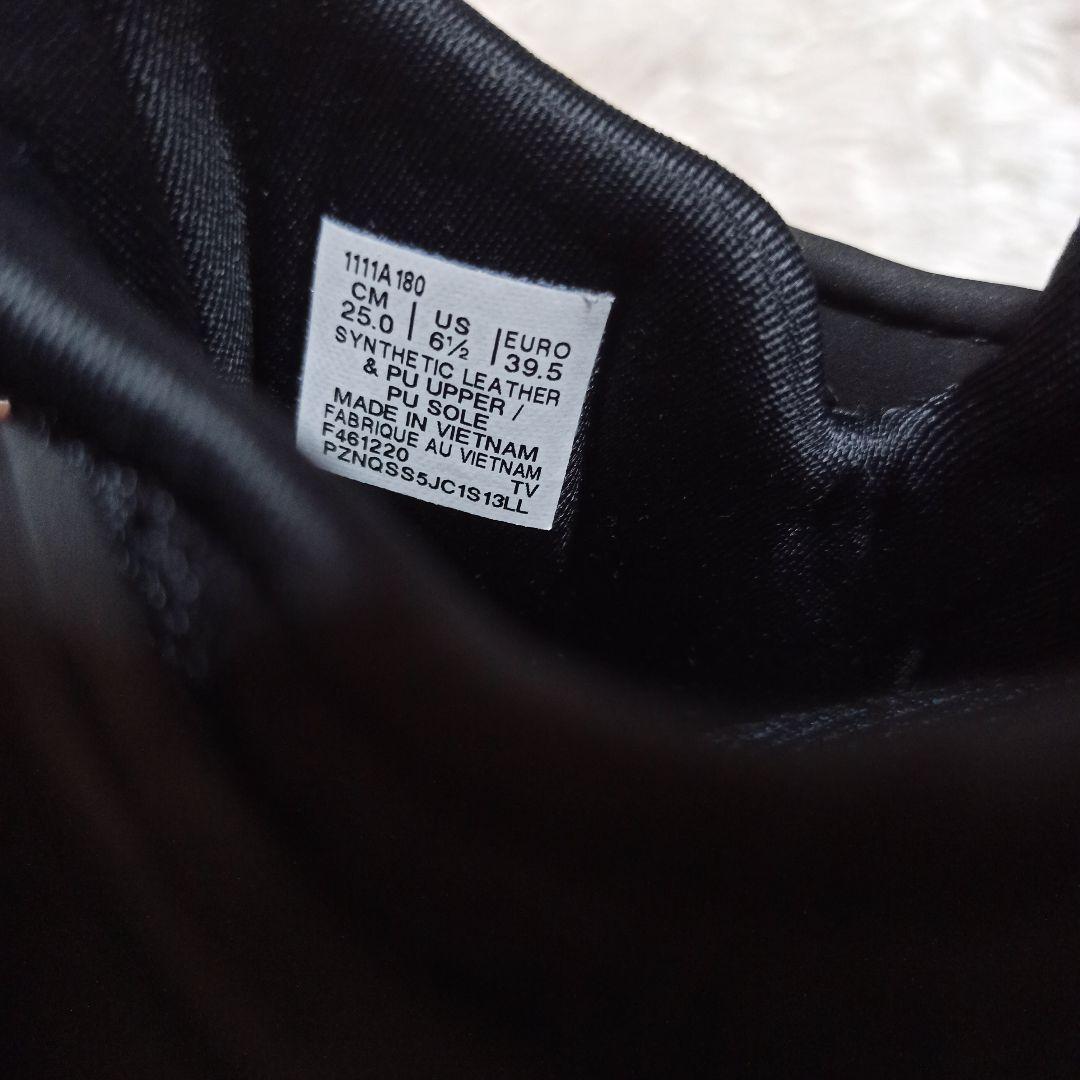 1111A180
CM | US | EURO
25.0 | 6½ | 39.5
SYNTHETIC LEATHER
& PU UPPER /
PU SOLE
MADE IN VIETNAM
FABRIQUE AU VIETNAM
F461220 TV
PZNQSS5JC1S13LL